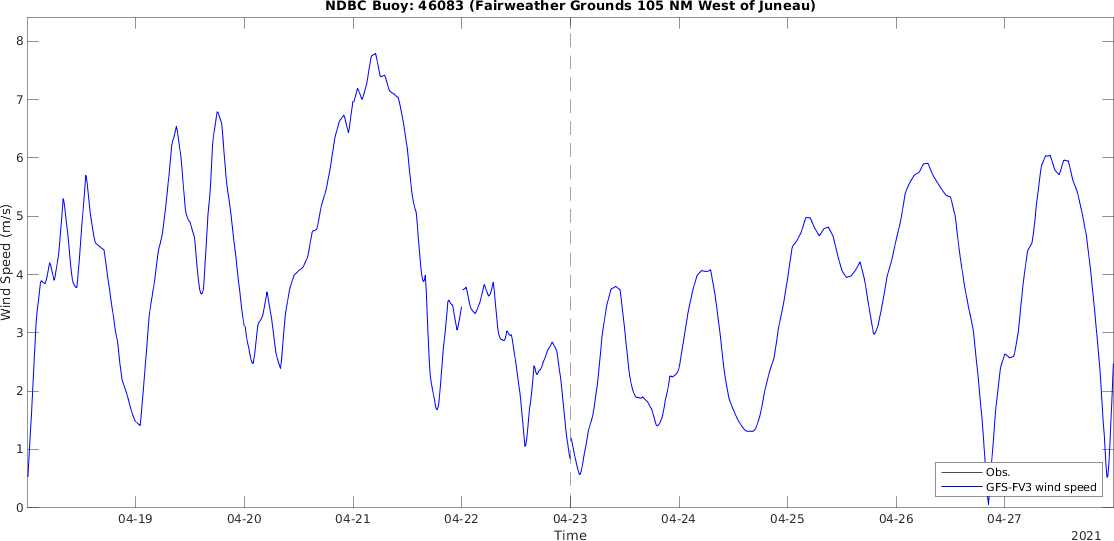 NDBC Buoy: 46083 (Fairweather Grounds 105 NM West of Juneau)
Wind Speed (m/s)
8
7
6
5
4
3
2
1
0
04-19 04-20 04-21 04-22 04-23 04-24 04-25 04-26 04-27
Time
2021
Obs.
GFS-FV3 wind speed